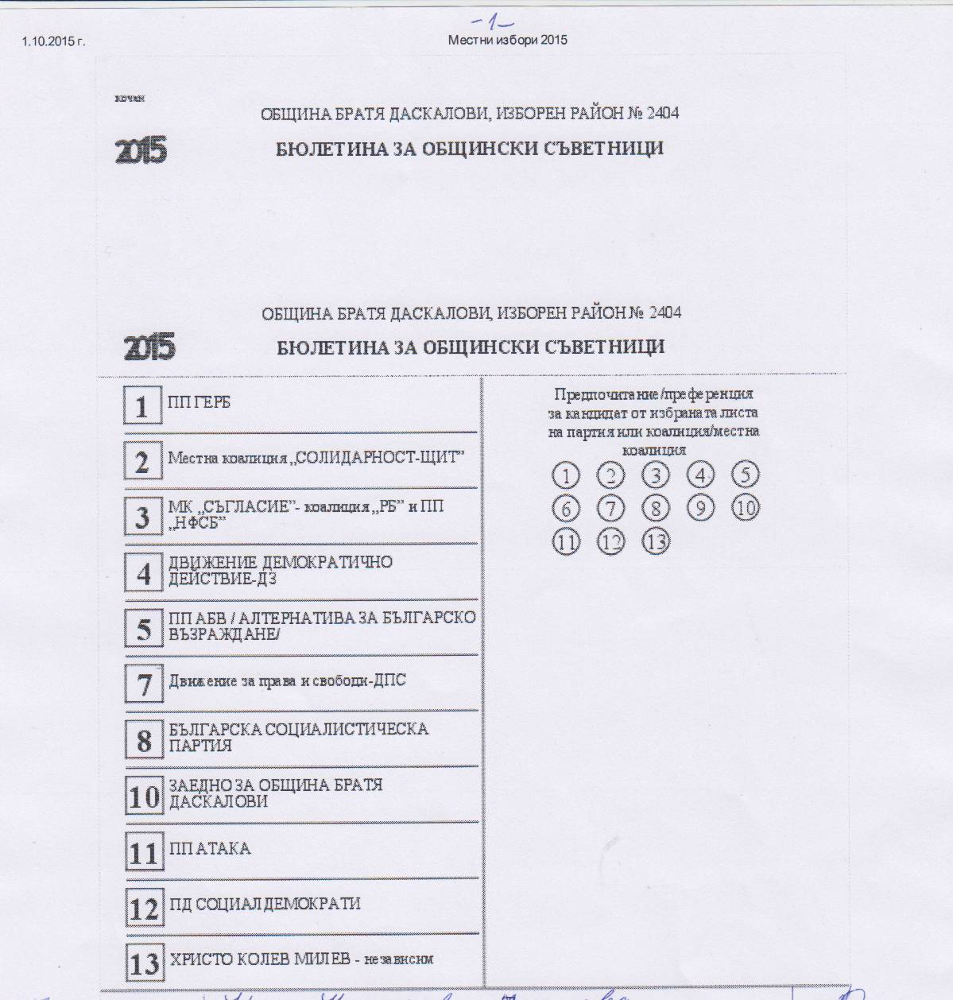 -1-
1.10.2015 г.
Местни избори 2015
кочан
ОБЩИНА БРАТЯ ДАСКАЛОВИ, ИЗБОРЕН РАЙОН № 2404
2015
БЮЛЕТИНА ЗА ОБЩИНСКИ СЪВЕТНИЦИ
ОБЩИНА БРАТЯ ДАСКАЛОВИ, ИЗБОРЕН РАЙОН № 2404
2015
БЮЛЕТИНА ЗА ОБЩИНСКИ СЪВЕТНИЦИ
1 ПП ГЕРБ
2 Местна коалиция „СОЛИДАРНОСТ-ЩИТ”
3 МК „СЪГЛАСИЕ”- коалиция „РБ” и ПП
„НФСБ”
4 ДВИЖЕНИЕ ДЕМОКРАТИЧНО
ДЕЙСТВИЕ-Д3
5 ПП АБВ / АЛТЕРНАТИВА ЗА БЪЛГАРСКО
ВЪЗРАЖДАНЕ/
7 Движение за права и свободи-ДПС
8 БЪЛГАРСКА СОЦИАЛИСТИЧЕСКА
ПАРТИЯ
10 ЗАЕДНО ЗА ОБЩИНА БРАТЯ
ДАСКАЛОВИ
11 ПП АТАКА
12 ПД СОЦИАЛДЕМОКРАТИ
13 ХРИСТО КОЛЕВ МИЛЕВ - независим
Предпочитание/преференция
за кандидат от избраната листа
на партия или коалиция/местна
коалиция
1 2 3 4 5
6 7 8 9 10
11 12 13